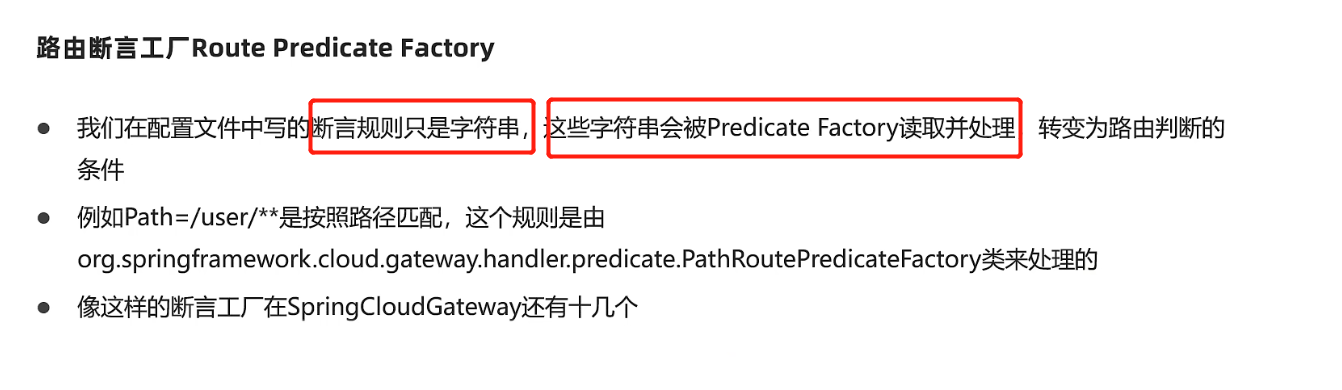 路由断言工厂Route Predicate Factory
● 我们在配置文件中写的断言规则只是字符串，这些字符串会被Predicate Factory读取并处理 转变为路由判断的
条件
● 例如Path=/user/**是按照路径匹配，这个规则是由
org.springframework.cloud.gateway.handler.predicate.PathRoutePredicateFactory类来处理的
● 像这样的断言工厂在SpringCloudGateway还有十几个